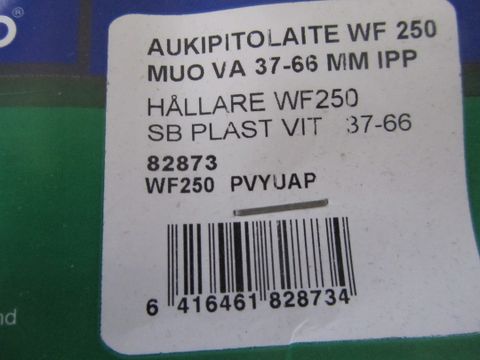 O®
AUKIPITOLAITE WF 250
MUO VA 37-66 MM IPP
HÅLLARE WF250
SB PLAST VIT 37-66
82873
WF250 PVYUAP
6 416461 828734
nd